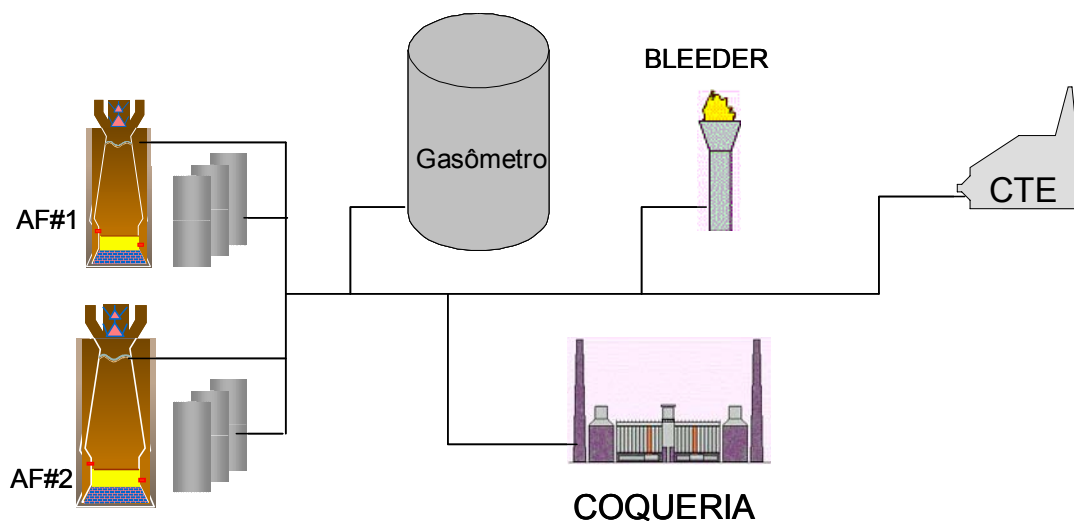 BLEEDER
Gasômetro
CTE
AF#1
AF#2
COQUERIA